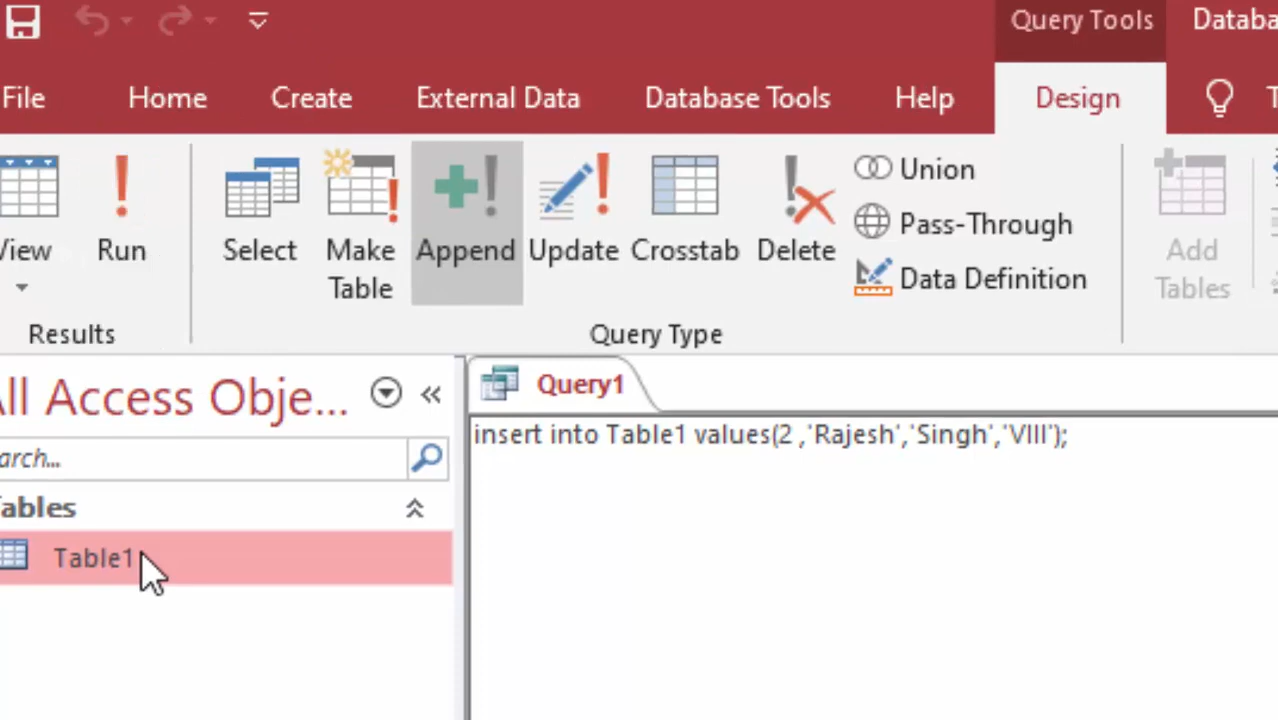 Query Tools Databa
File Home Create External Data Database Tools Help Design T
View Run Select Make Table Append Update Crosstab Delete Union Pass-Through Data Definition Add Tables
Results Query Type
ll Access Obje... «
arch...
ables
Table1
Query1
insert into Table1 values(2 ,'Rajesh','Singh','VIII');